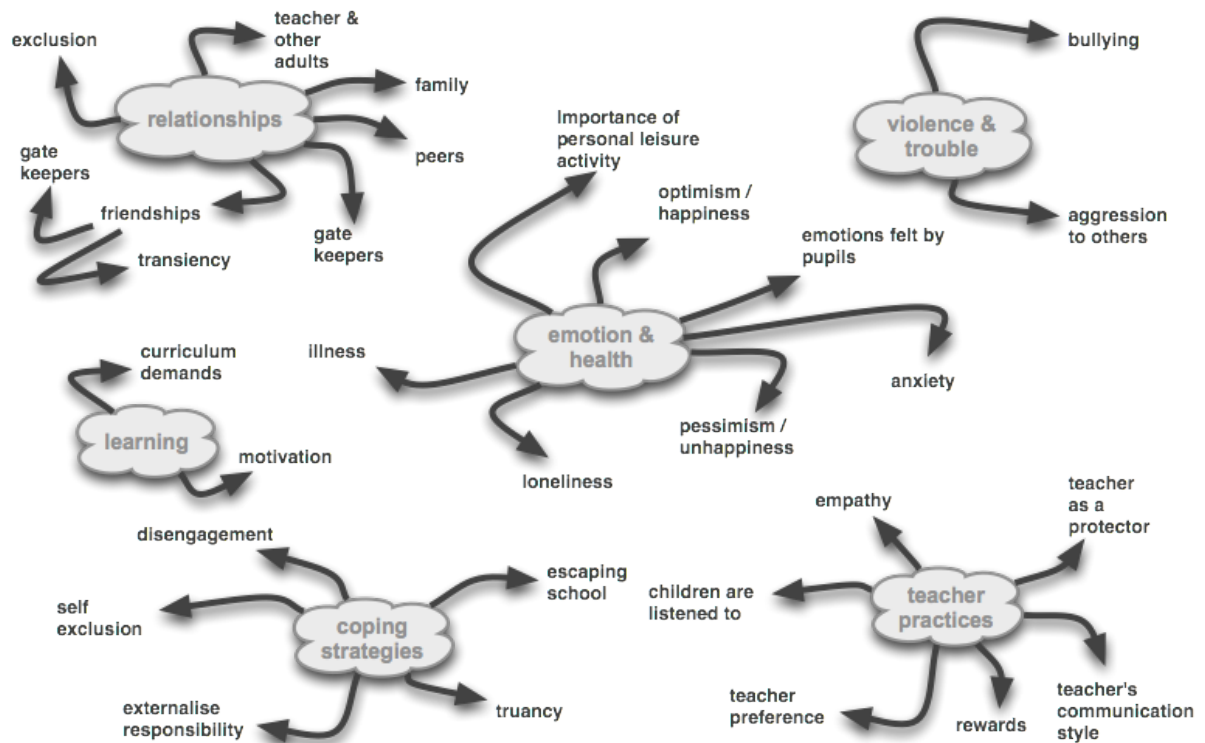 exclusion
teacher &
other
adults
relationships
family
peers
gate
keepers
friendships
transiency
gate
keepers
bullying
violence &
trouble
aggression
to others
Importance of
personal leisure
activity
optimism /
happiness
emotions felt by
pupils
emotion &
health
illness
anxiety
pessimism /
unhappiness
loneliness
curriculum
demands
learning
motivation
disengagement
escaping
school
self
exclusion
coping
strategies
externalise
responsibility
truancy
empathy
teacher
as a
protector
children are
listened to
teacher
practices
teacher
preference
rewards
teacher's
communication
style